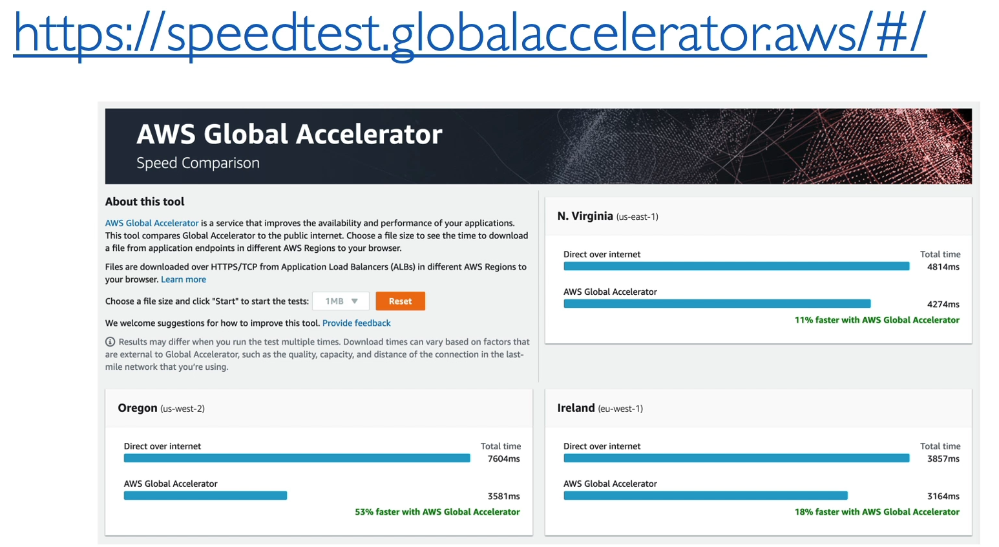 https://speedtest.globalaccelerator.aws/#/
AWS Global Accelerator
Speed Comparison
About this tool
AWS Global Accelerator is a service that improves the availability and performance of your applications.
This tool compares Global Accelerator to the public internet. Choose a file size to see the time to download
a file from application endpoints in different AWS Regions to your browser.
Files are downloaded over HTTPS/TCP from Application Load Balancers (ALBs) in different AWS Regions to
your browser. Learn more
Choose a file size and click "Start" to start the tests: 1MB ▼ Reset
We welcome suggestions for how to improve this tool. Provide feedback
Results may differ when you run the test multiple times. Download times can vary based on factors that
are external to Global Accelerator, such as the quality, capacity, and distance of the connection in the last-
mile network that you're using.
N. Virginia (us-east-1)
Direct over internet Total time
4814ms
AWS Global Accelerator
4274ms
11% faster with AWS Global Accelerator
Oregon (us-west-2)
Direct over internet Total time
7604ms
AWS Global Accelerator
3581ms
53% faster with AWS Global Accelerator
Ireland (eu-west-1)
Direct over internet Total time
3857ms
AWS Global Accelerator
3164ms
18% faster with AWS Global Accelerator